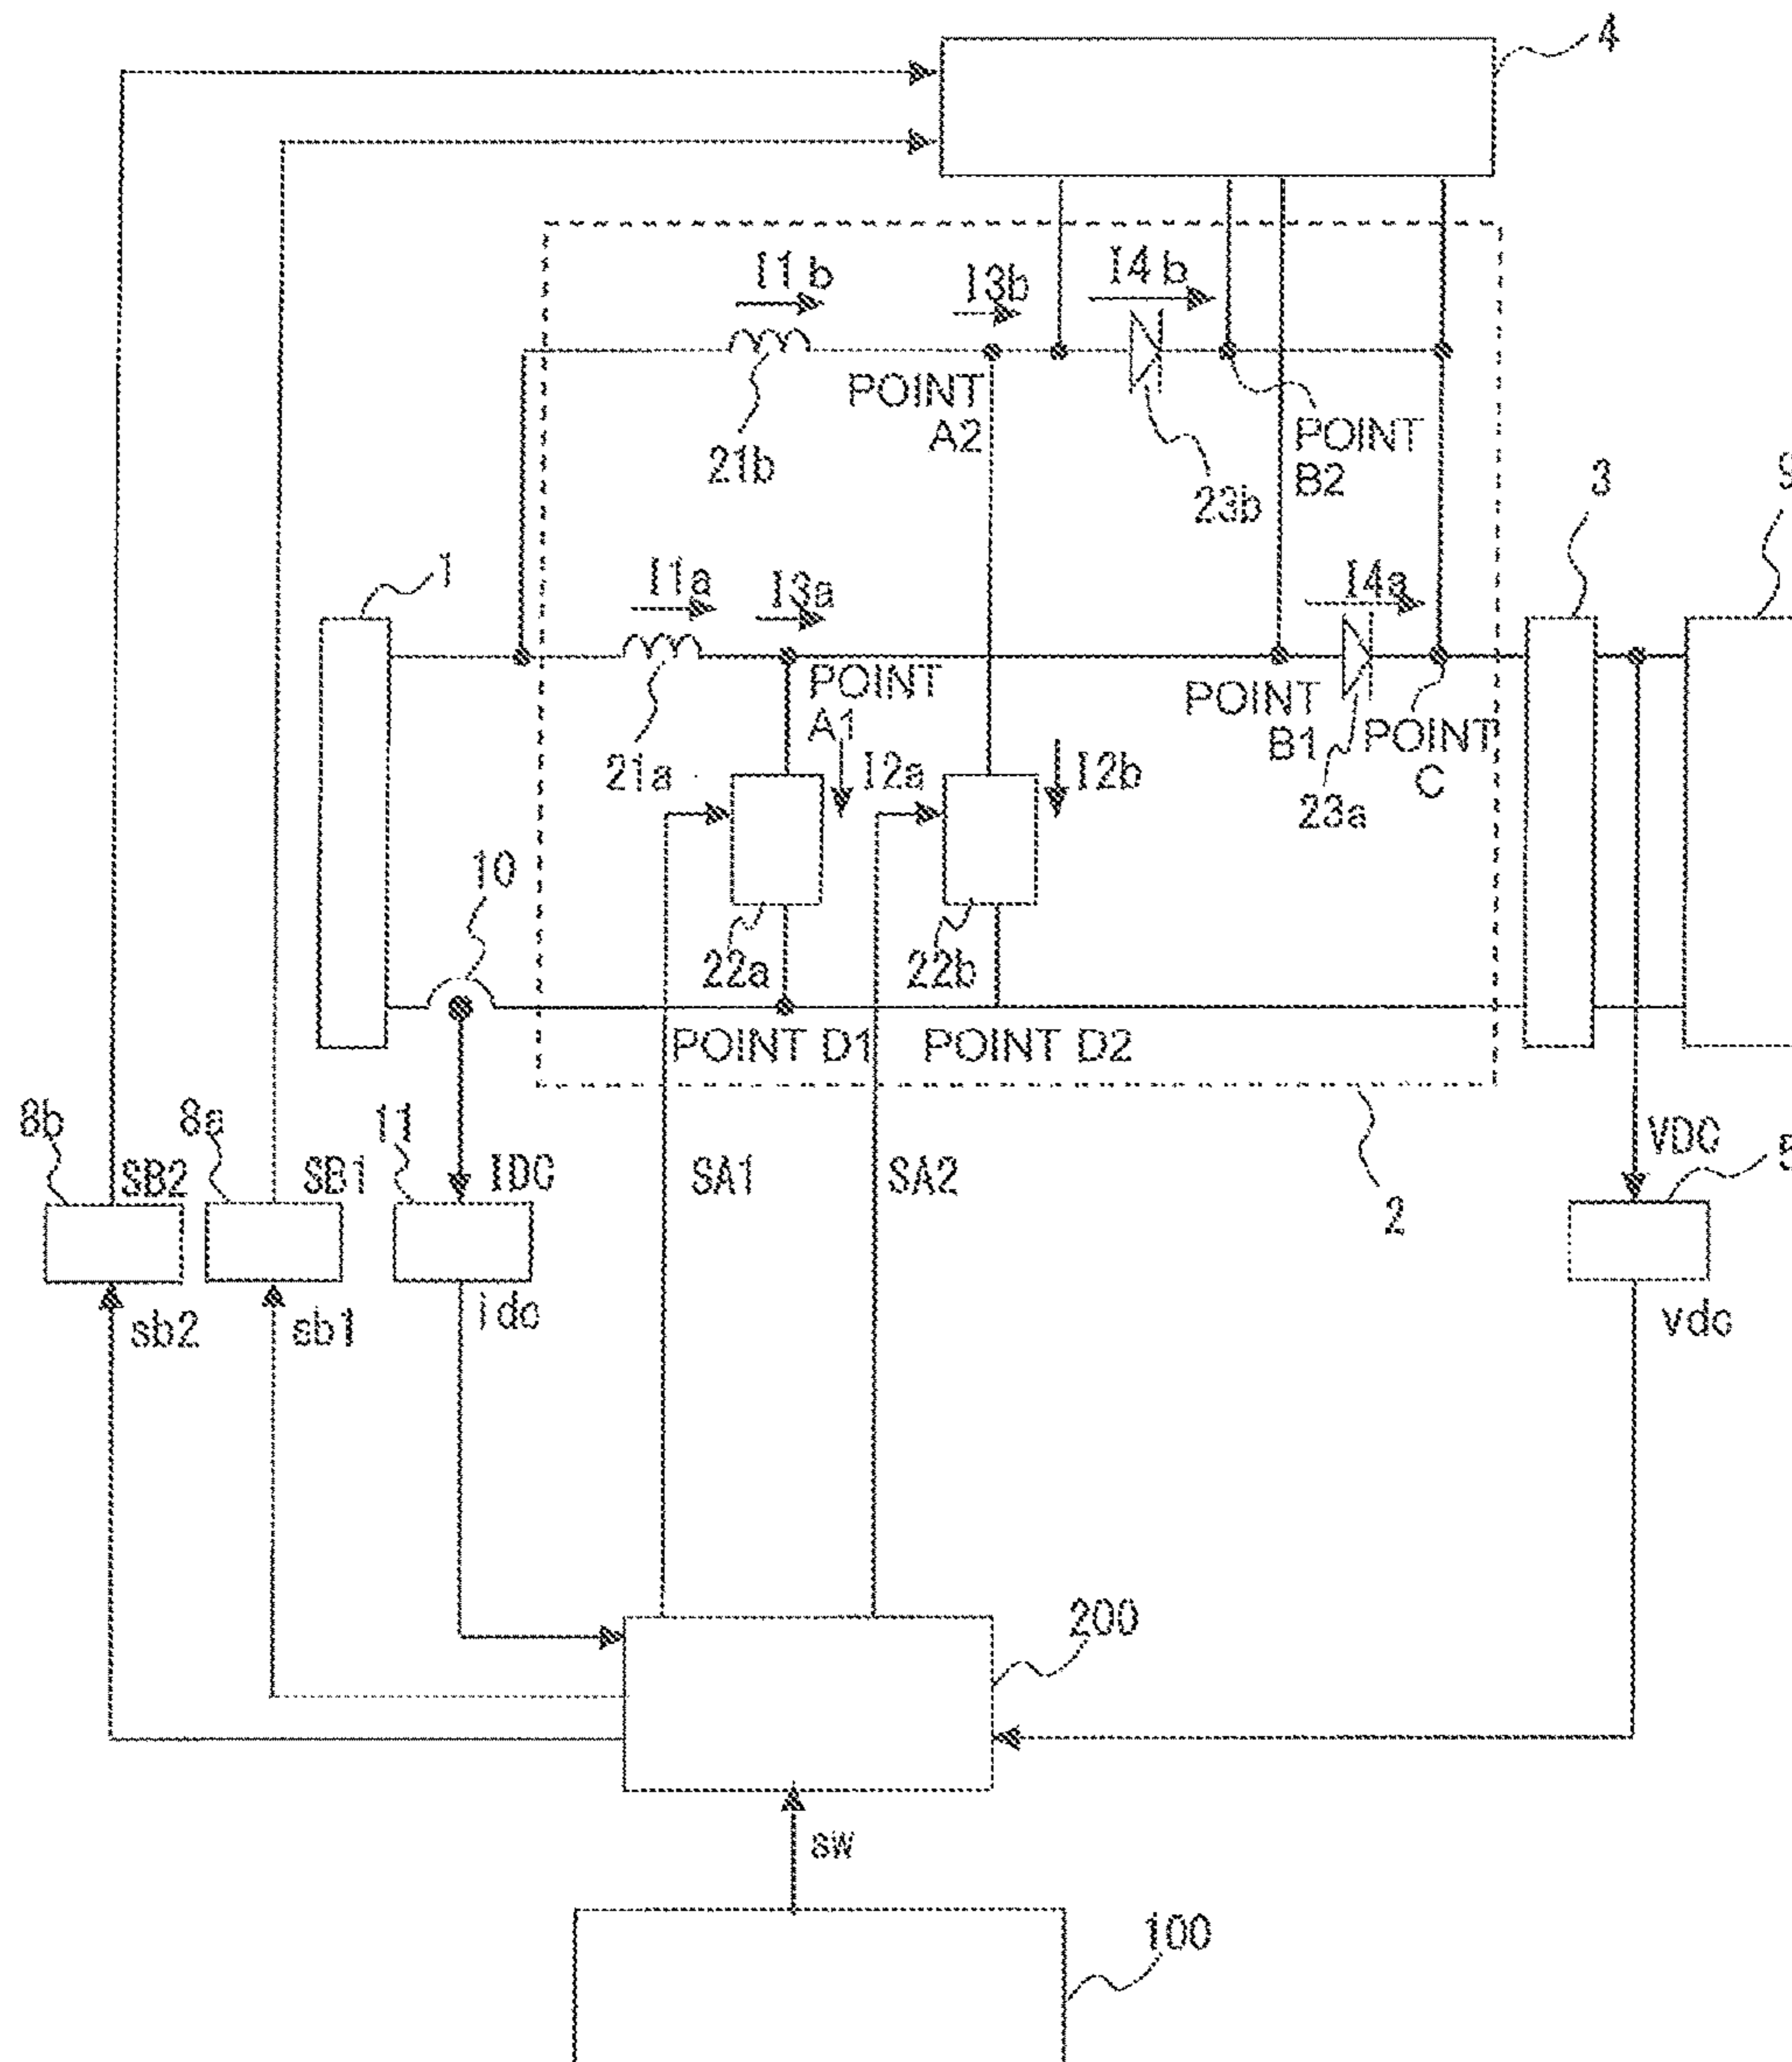 4
I1b
I3b
I4b
POINT
A2
21b
23b
POINT
B2
3
9
1
I1a
I3a
I4a
POINT
A1
POINT
B1
POINT
C
21a
I2a
I2b
23a
10
22a
22b
POINT D1
POINT D2
8b
8a
11
SB2
SB1
IDC
SA1
SA2
2
VDC
5
sb2
sb1
idc
vdc
200
sw
100